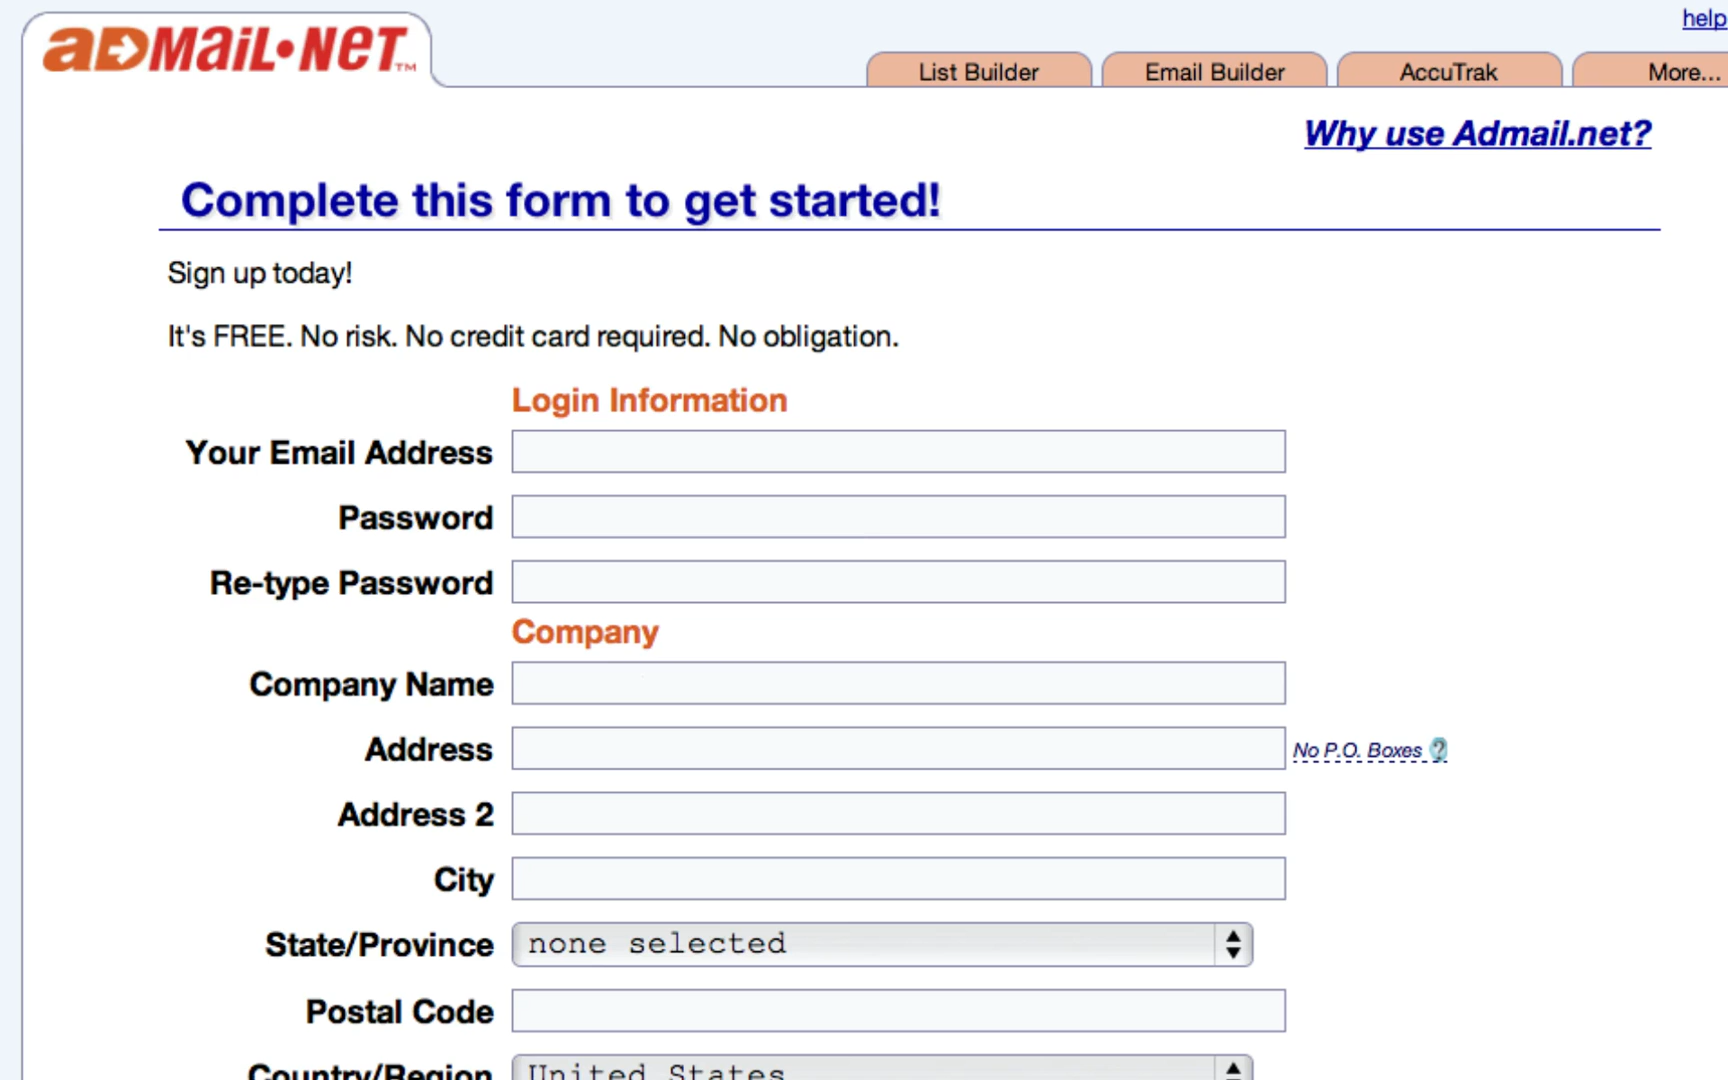 help
aDMaiL•NeT™
List Builder
Email Builder
AccuTrak
More...
Why use Admail.net?
Complete this form to get started!
Sign up today!
It's FREE. No risk. No credit card required. No obligation.
Login Information
Your Email Address
Password
Re-type Password
Company
Company Name
Address
No P.O. Boxes ?
Address 2
City
State/Province none selected
Postal Code
Country/Region United States